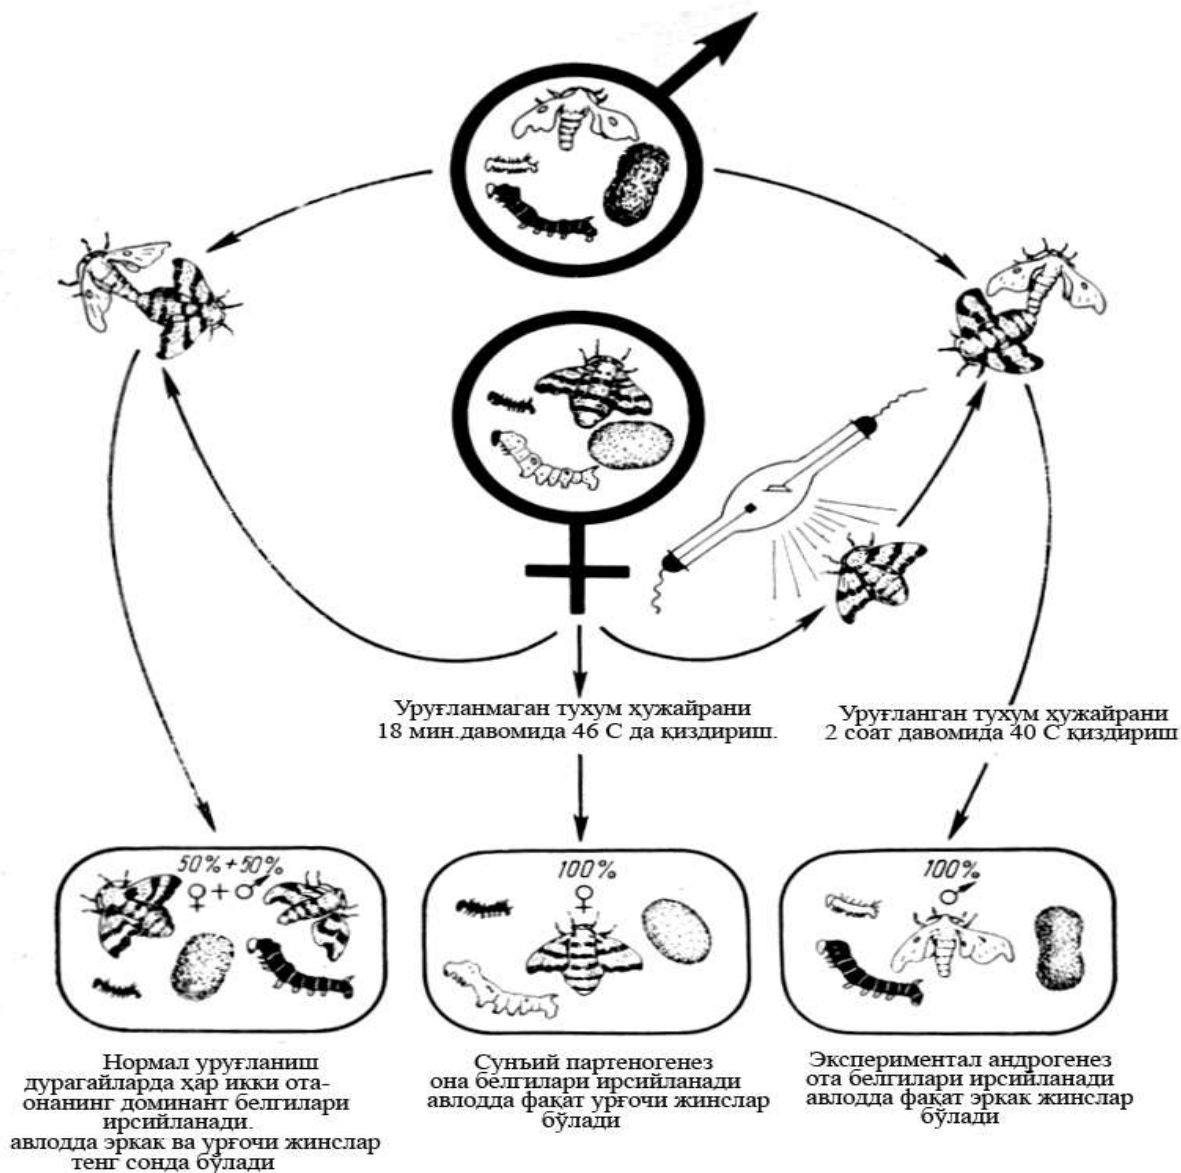 Уруғланмаган тухум ҳужайрани
18 мин.давомида 46 С да қиздириш.
Уруғланган тухум ҳужайрани
2 соат давомида 40 С қиздириш
50%+50%
♀+♂
100%
♀
100%
♂
Нормал уруғланиш
дурагайларда ҳар икки ота-
онанинг доминант белгилари
ирсийланади.
авлодда эркак ва урғочи жинслар
тенг сонда бўлади
Сунъий партеногенез
она белгилари ирсийланади
авлодда фақат урғочи жинслар
бўлади
Экспериментал андрогенез
ота белгилари ирсийланади
авлодда фақат эркак жинслар
бўлади